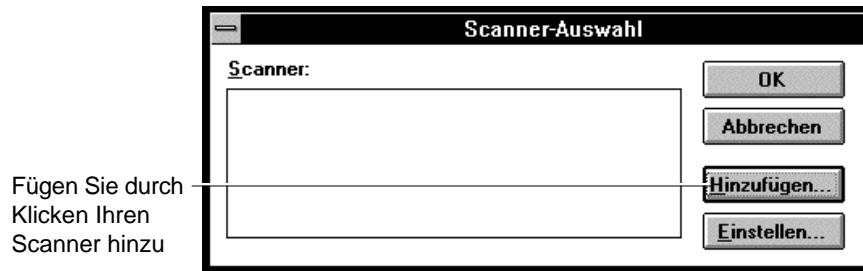 Scanner-Auswahl
Scanner:
OK
Abbrechen
Hinzufügen...
Einstellen...
Fügen Sie durch
Klicken Ihren
Scanner hinzu